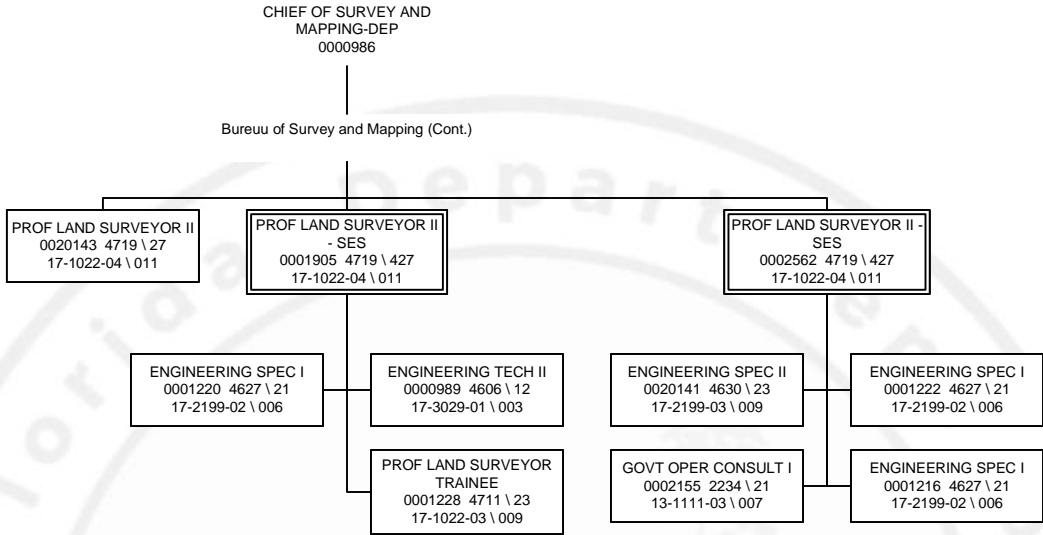 CHIEF OF SURVEY AND
MAPPING-DEP
0000986
Bureuu of Survey and Mapping (Cont.)
PROF LAND SURVEYOR II
0020143 4719 \ 27
17-1022-04 \ 011
PROF LAND SURVEYOR II
- SES
0001905 4719 \ 427
17-1022-04 \ 011
PROF LAND SURVEYOR II -
SES
0002562 4719 \ 427
17-1022-04 \ 011
ENGINEERING SPEC I
0001220 4627 \ 21
17-2199-02 \ 006
ENGINEERING TECH II
0000989 4606 \ 12
17-3029-01 \ 003
PROF LAND SURVEYOR
TRAINEE
0001228 4711 \ 23
17-1022-03 \ 009
ENGINEERING SPEC II
0020141 4630 \ 23
17-2199-03 \ 009
ENGINEERING SPEC I
0001222 4627 \ 21
17-2199-02 \ 006
GOVT OPER CONSULT I
0002155 2234 \ 21
13-1111-03 \ 007
ENGINEERING SPEC I
0001216 4627 \ 21
17-2199-02 \ 006